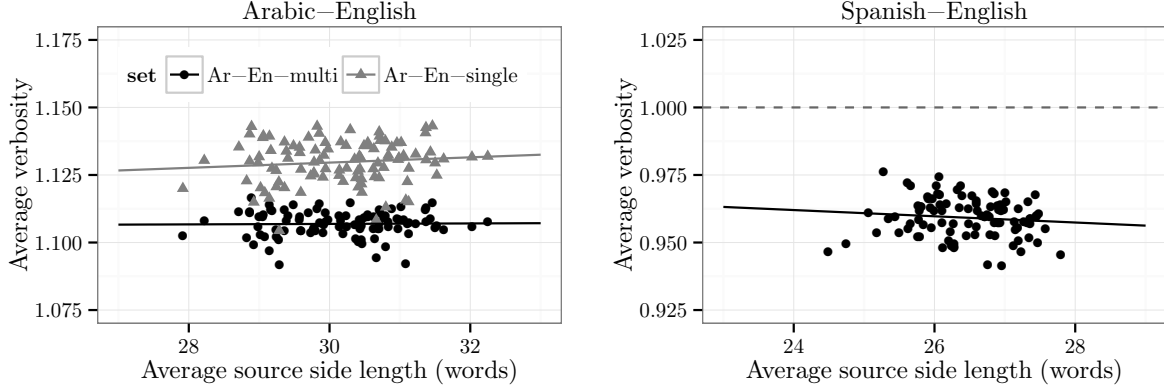 Arabic−English
Average verbosity
1.175
1.150
1.125
1.100
1.075
set Ar−En−multi Ar−En−single
28 30 32
Average source side length (words)
Spanish−English
Average verbosity
1.025
1.000
0.975
0.950
0.925
24 26 28
Average source side length (words)